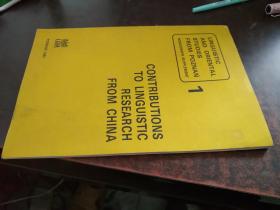 LINGUISTIC
AND ORIENTAL
STUDIES
FROM POZNAŃ
1
CONTRIBUTIONS
TO LINGUISTIC
RESEARCH
FROM CHINA